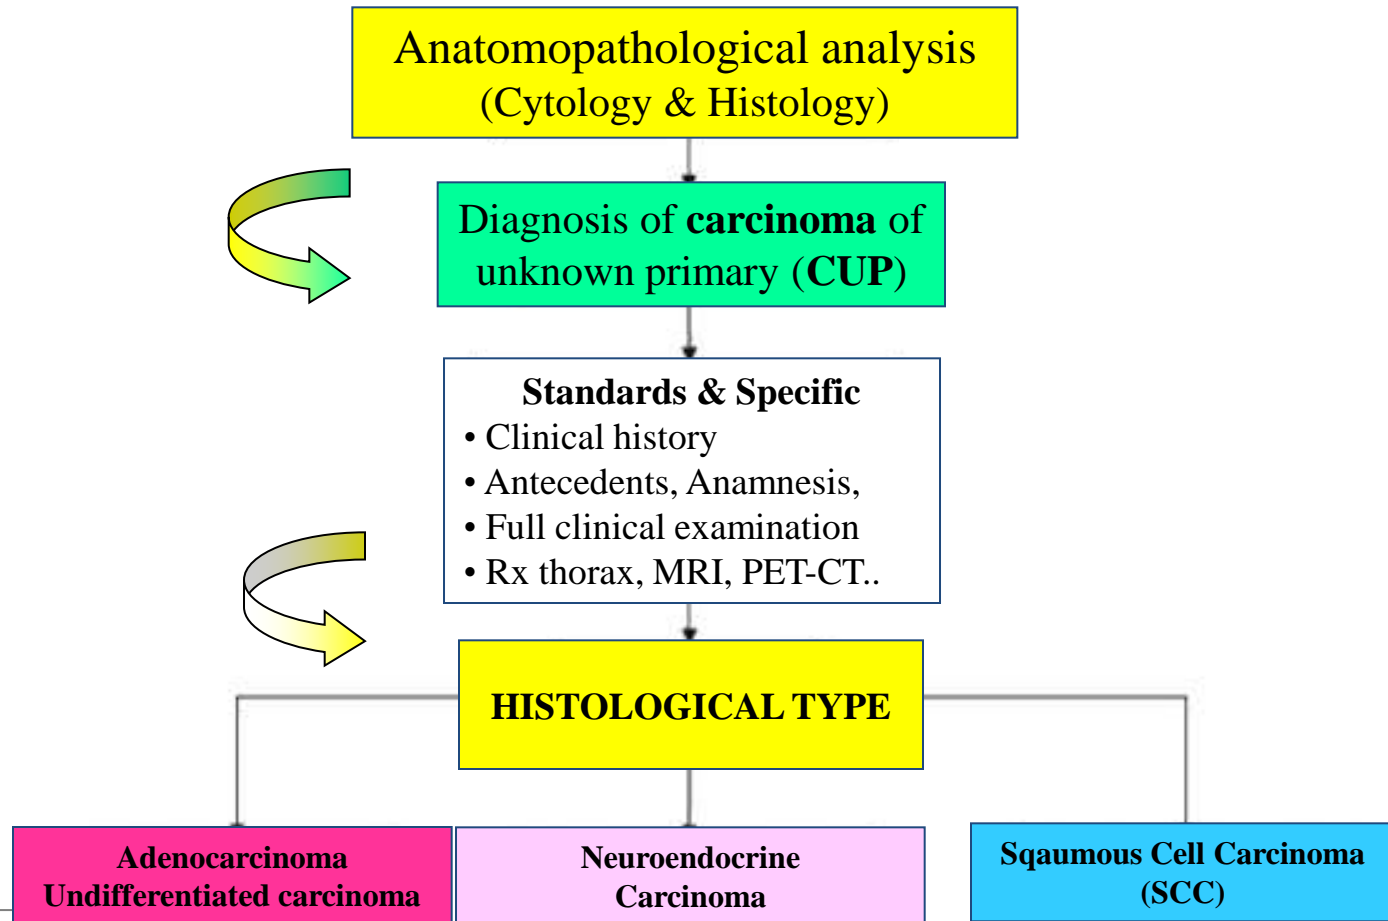 Anatomopathological analysis
(Cytology & Histology)
Diagnosis of carcinoma of
unknown primary (CUP)
Standards & Specific
• Clinical history
• Antecedents, Anamnesis,
• Full clinical examination
• Rx thorax, MRI, PET-CT..
HISTOLOGICAL TYPE
Adenocarcinoma
Undifferentiated carcinoma
Neuroendocrine
Carcinoma
Sqaumous Cell Carcinoma
(SCC)